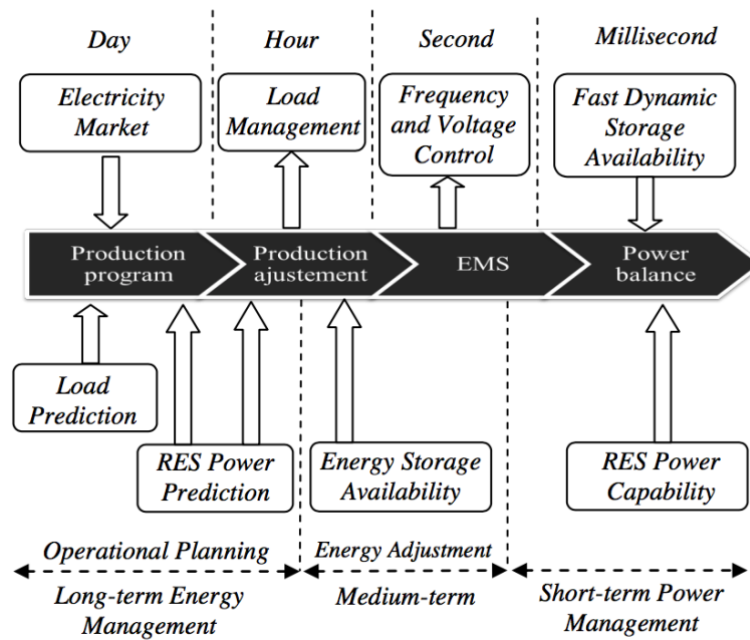 Day
Hour
Second
Millisecond
Electricity
Market
Load
Management
Frequency
and Voltage
Control
Fast Dynamic
Storage
Availability
Production
program
Production
ajustement
EMS
Power
balance
Load
Prediction
RES Power
Prediction
Energy Storage
Availability
RES Power
Capability
Operational Planning
Energy Adjustment
Long-term Energy
Management
Medium-term
Short-term Power
Management